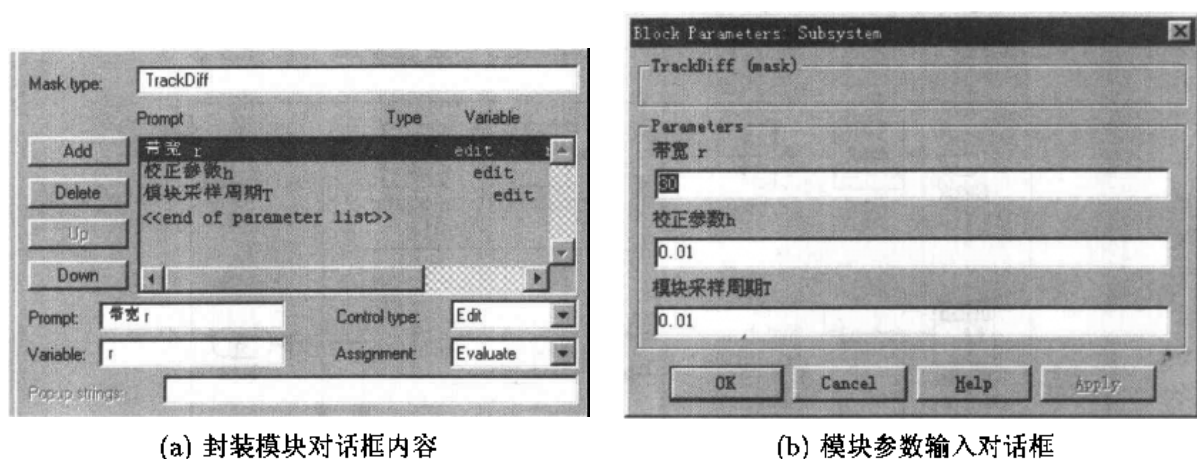 Mask type: TrackDiff
Prompt Type Variable
Add
Delete
Up
Down
带宽 r edit
校正参数h edit
模块采样周期T edit
<<end of parameter list>>
Prompt: 带宽 r Control type: Edit
Variable: r Assignment: Evaluate
Popup strings:
(a) 封装模块对话框内容
Block Parameters: Subsystem
TrackDiff (mask)
Parameters
带宽 r
30
校正参数h
0.01
模块采样周期T
0.01
OK Cancel Help Apply
(b) 模块参数输入对话框